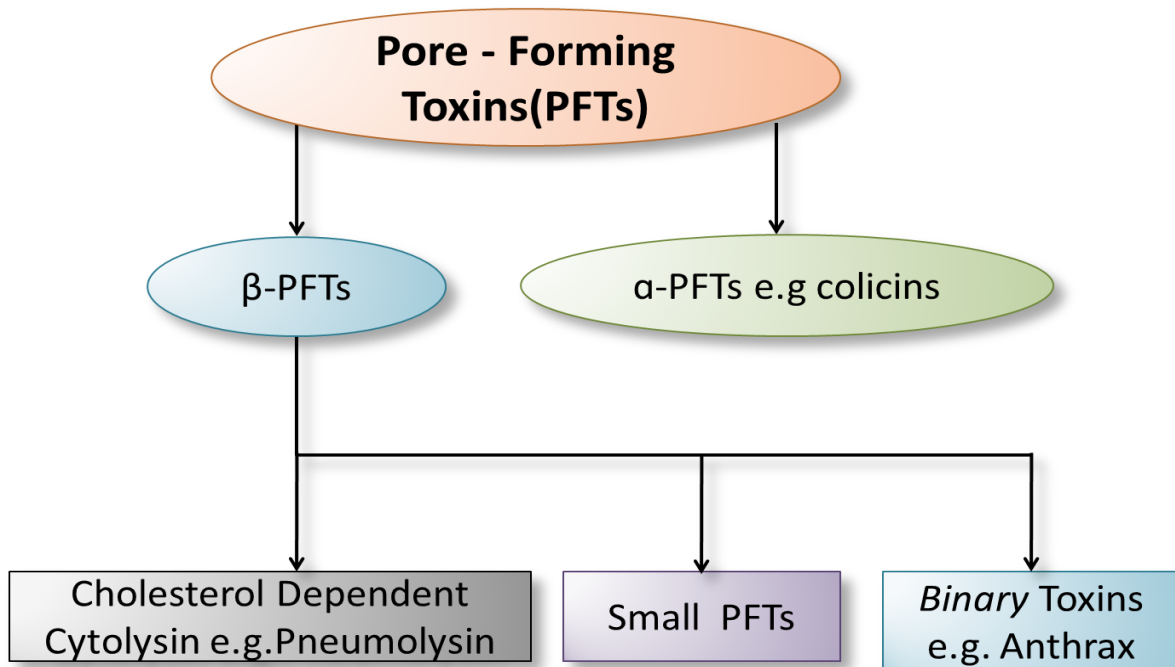 Pore - Forming
Toxins(PFTs)
β-PFTs
α-PFTs e.g colicins
Cholesterol Dependent
Cytolysin e.g.Pneumolysin
Small PFTs
Binary Toxins
e.g. Anthrax